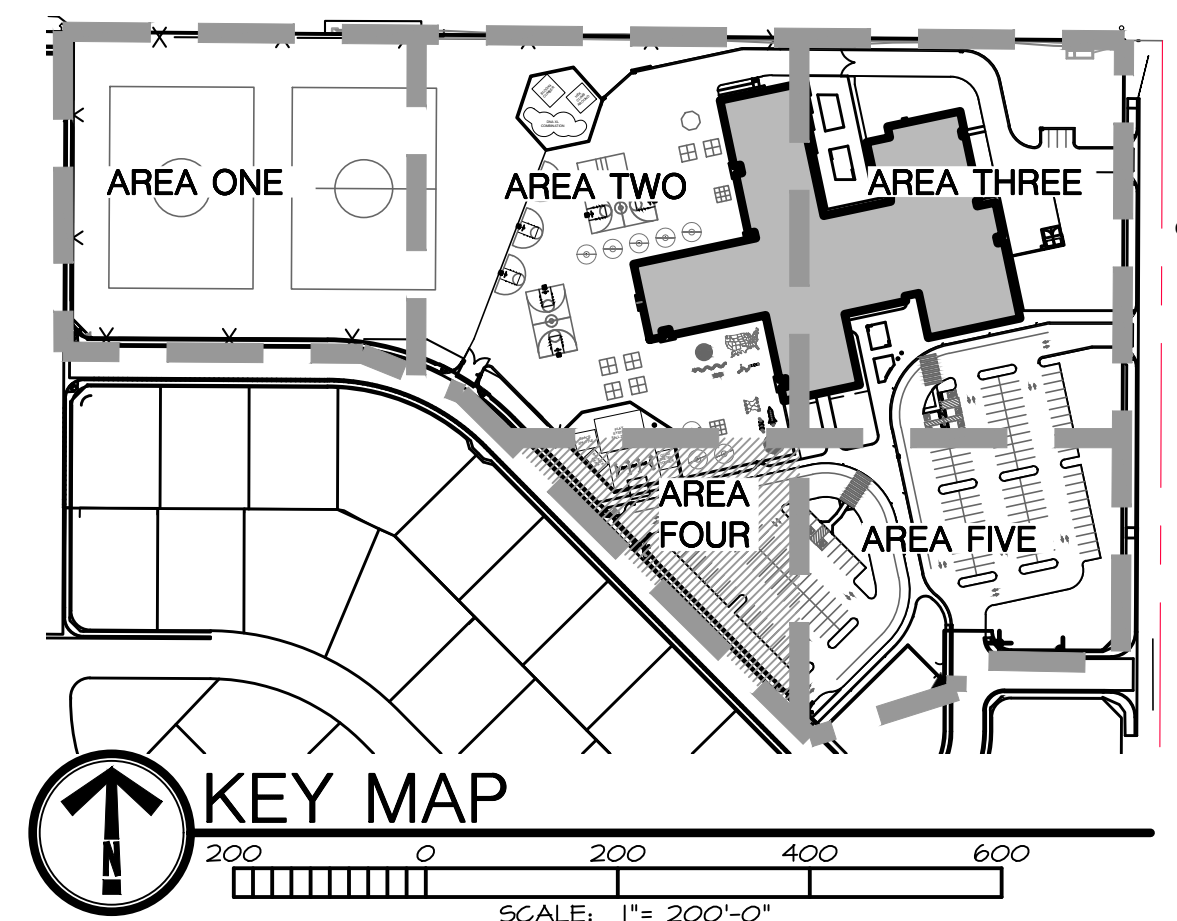 AREA ONE
AREA TWO
AREA THREE
AREA
FOUR
AREA FIVE
KEY MAP
N
200 0 200 400 600
SCALE: 1"= 200'-0"